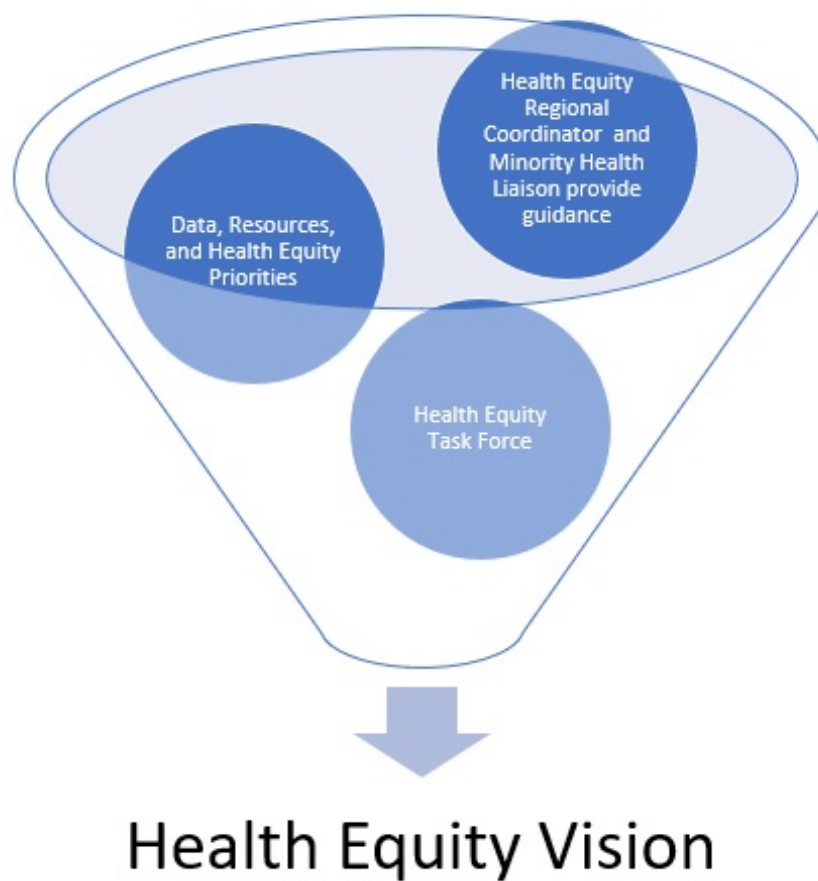 Health Equity
Regional
Coordinator and
Minority Health
Liaison provide
guidance
Data, Resources,
and Health Equity
Priorities
Health Equity
Task Force
Health Equity Vision